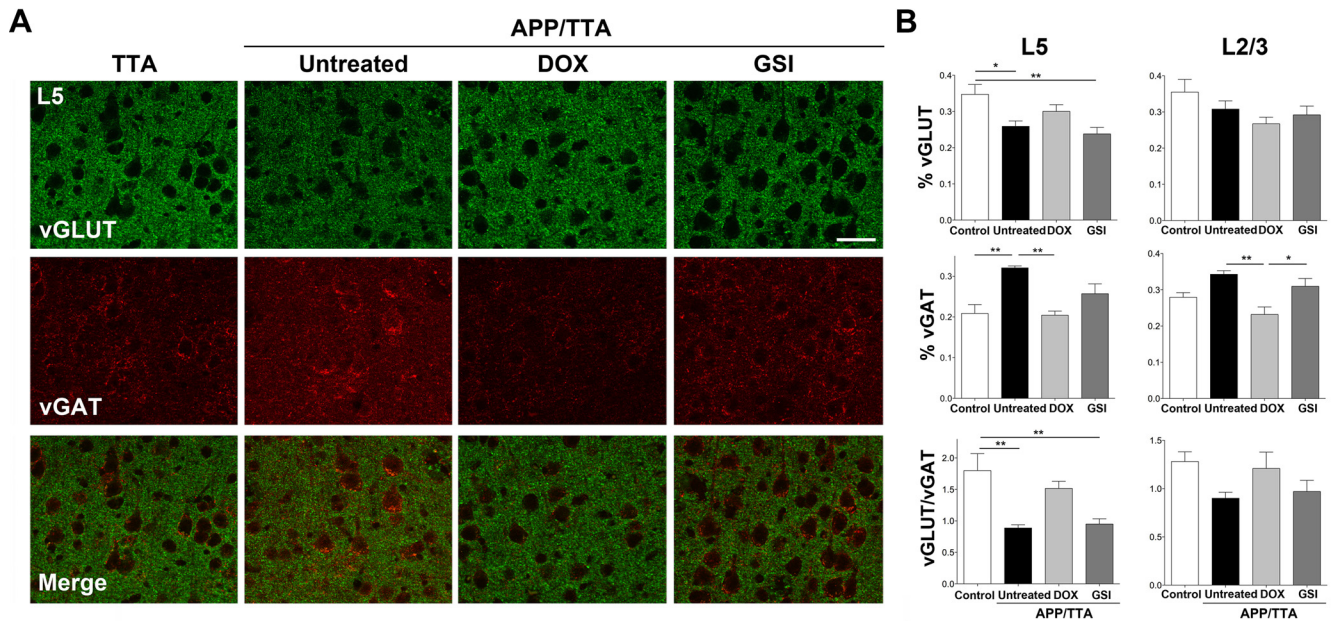 A
APP/TTA
TTA
Untreated
DOX
GSI
L5
vGLUT
vGAT
Merge
B
L5
L2/3
% vGLUT
0.4
0.3
0.2
0.1
0.0
*
**
Control
Untreated
DOX
GSI
0.4
0.3
0.2
0.1
0.0
Control
Untreated
DOX
GSI
% vGAT
0.3
0.2
0.1
0.0
**
**
Control
Untreated
DOX
GSI
0.4
0.3
0.2
0.1
0.0
**
*
Control
Untreated
DOX
GSI
vGLUT/vGAT
2.0
1.5
1.0
0.5
0.0
**
**
Control
Untreated
DOX
GSI
APP/TTA
1.5
1.0
0.5
0.0
Control
Untreated
DOX
GSI
APP/TTA